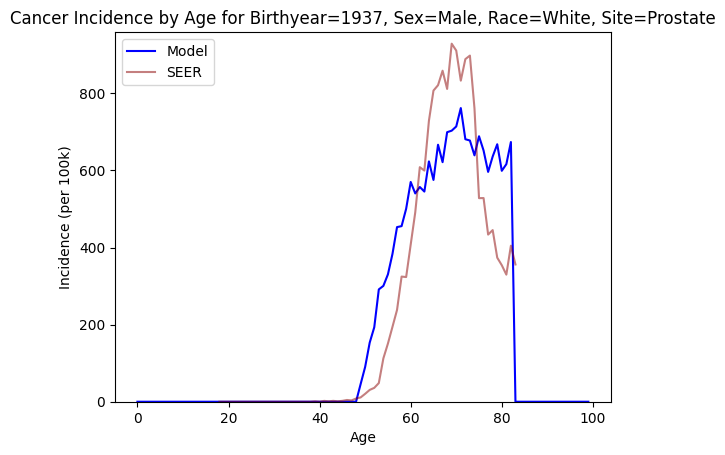 Cancer Incidence by Age for Birthyear=1937, Sex=Male, Race=White, Site=Prostate
Model
SEER
Incidence (per 100k)
800
600
400
200
0
0 20 40 60 80 100
Age